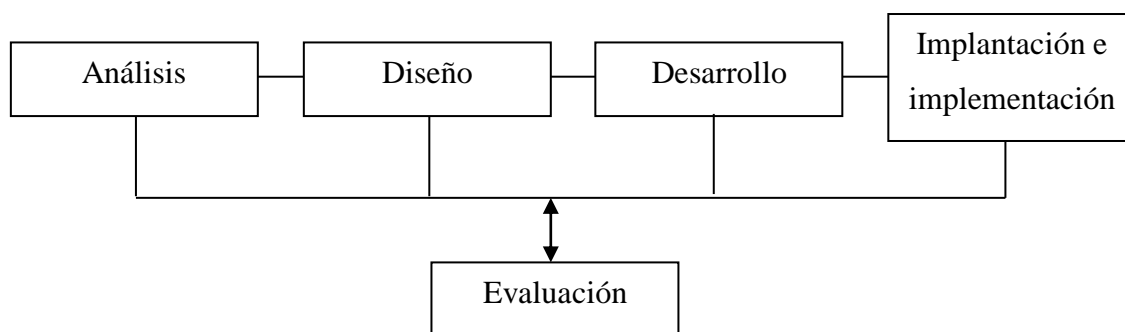 Análisis
Diseño
Desarrollo
Implantación e
implementación
Evaluación